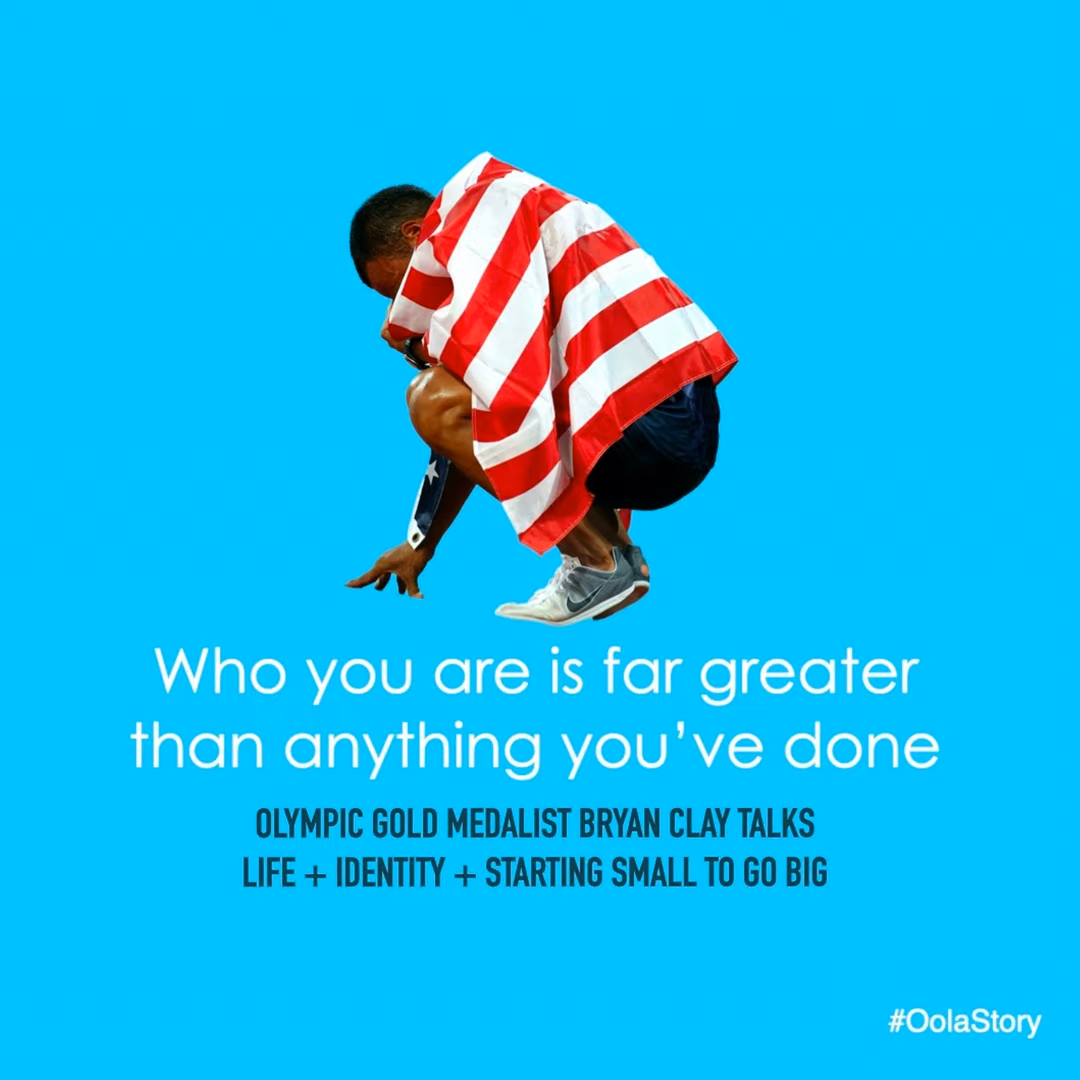 Who you are is far greater
than anything you've done
OLYMPIC GOLD MEDALIST BRYAN CLAY TALKS
LIFE + IDENTITY + STARTING SMALL TO GO BIG
#OolaStory